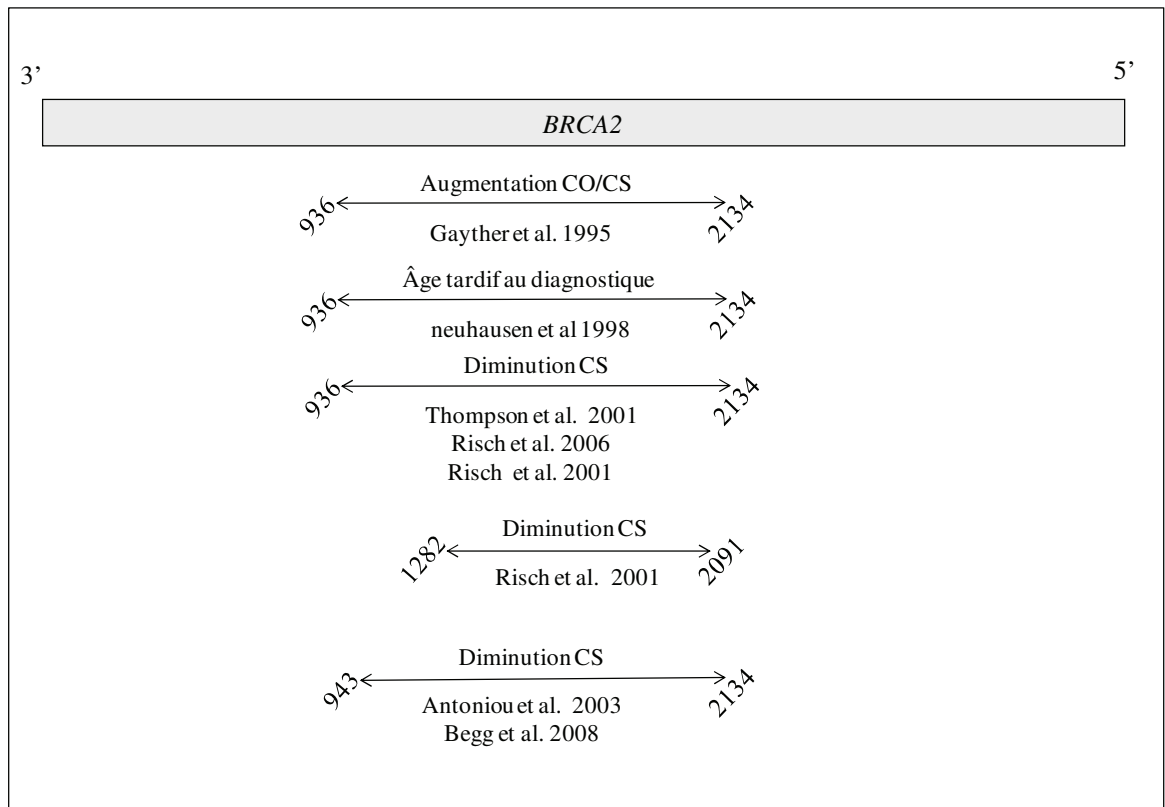 3’ 5’
BRCA2
Augmentation CO/CS
936 2134
Gayther et al. 1995
Âge tardif au diagnostique
936 2134
neuhausen et al 1998
Diminution CS
936 2134
Thompson et al. 2001
Risch et al. 2006
Risch et al. 2001
Diminution CS
1282 2091
Risch et al. 2001
Diminution CS
943 2134
Antoniou et al. 2003
Begg et al. 2008